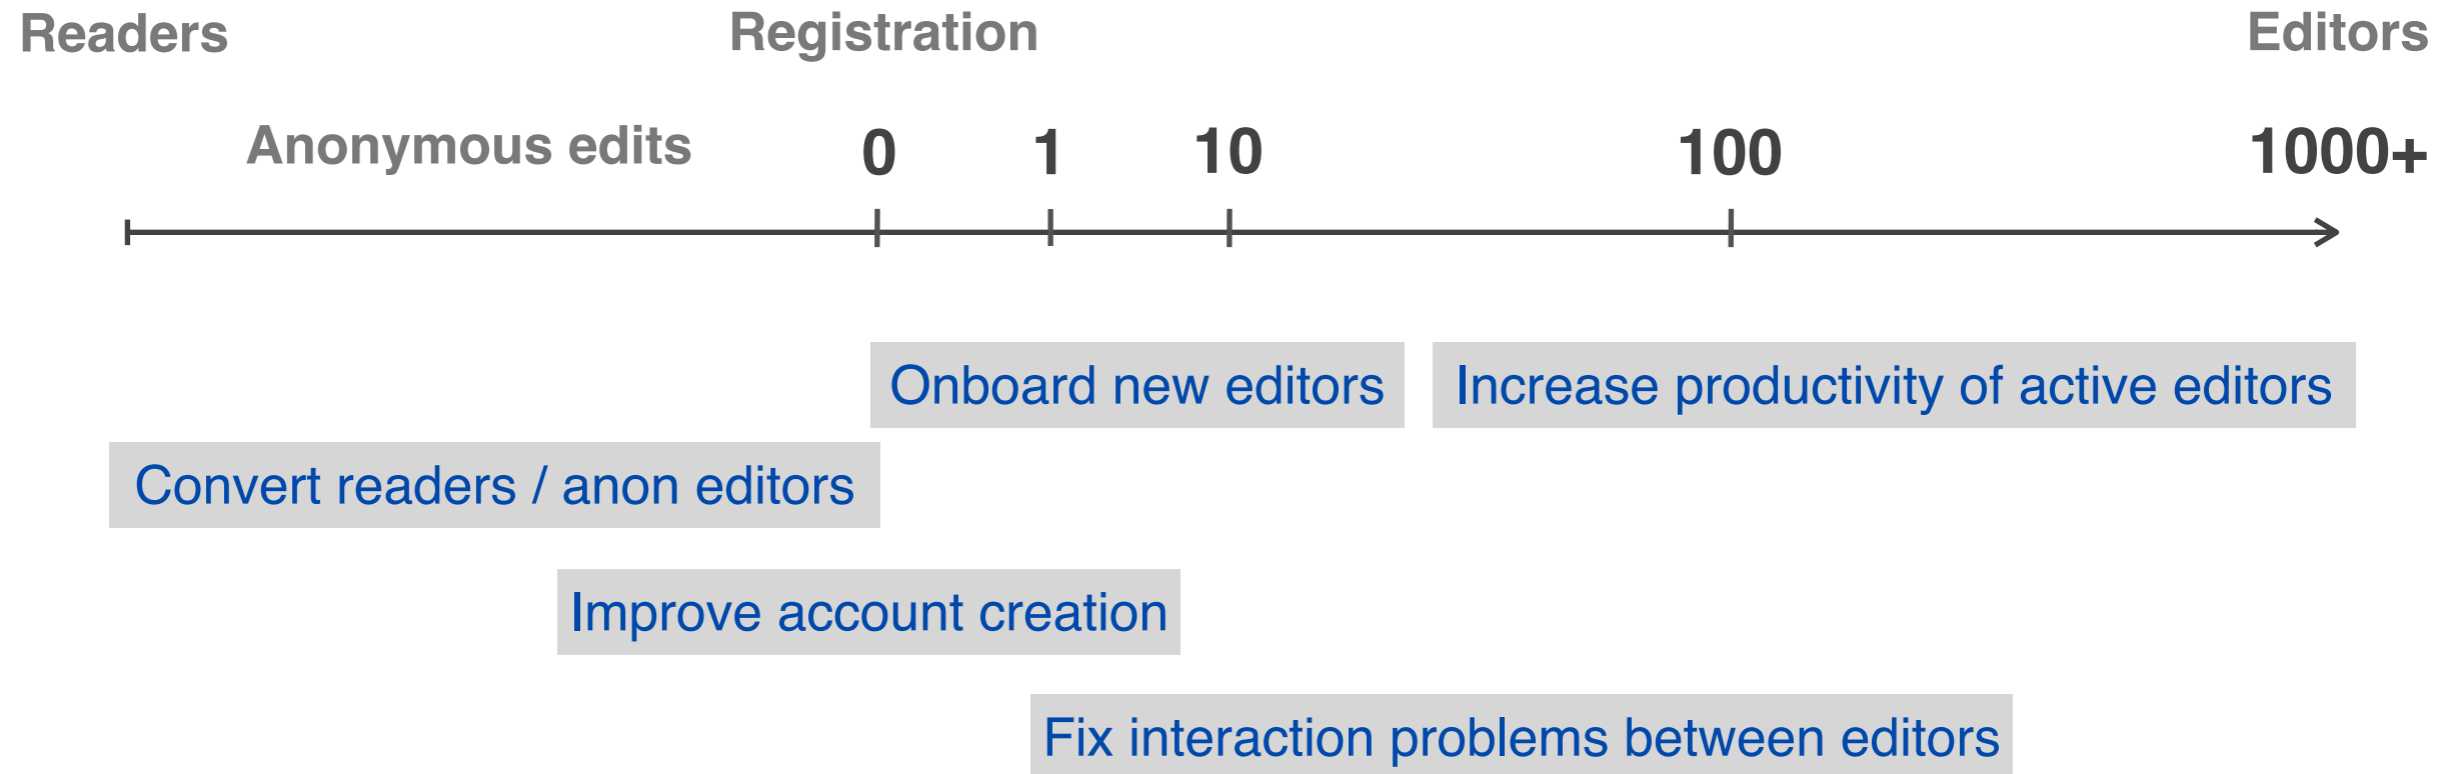 Readers Registration Editors
Anonymous edits 0 1 10 100 1000+
Onboard new editors Increase productivity of active editors
Convert readers / anon editors
Improve account creation
Fix interaction problems between editors